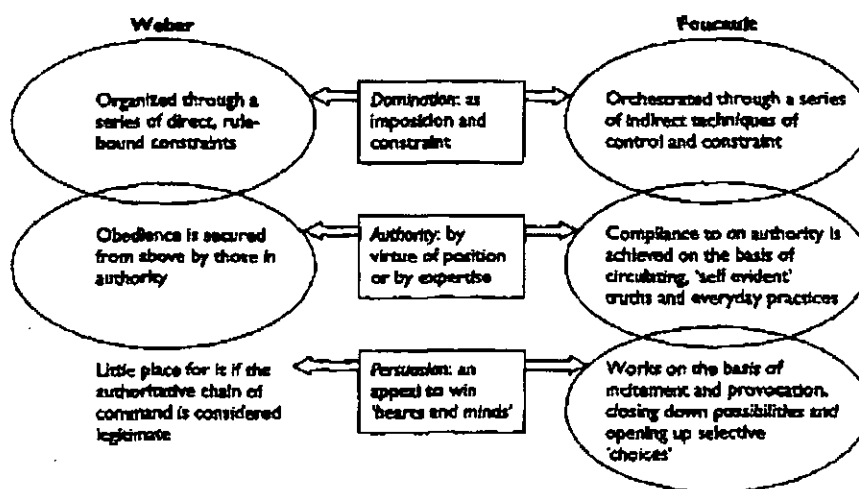 Weber
Foucault
Organized through a
series of direct, rule-
bound constraints
Domination: as
imposition and
constraint
Orchestrated through a series
of indirect techniques of
control and constraint
Obedience is secured
from above by those in
authority
Authority: by
virtue of position
or by expertise
Compliance to on authority is
achieved on the basis of
circulating, 'self evident'
truths and everyday practices
Little place for it if the
authoritative chain of
command is considered
legitimate
Persuasion: an
appeal to win
'hearts and minds'
Works on the basis of
incitement and provocation,
closing down possibilities and
opening up selective
'choices'